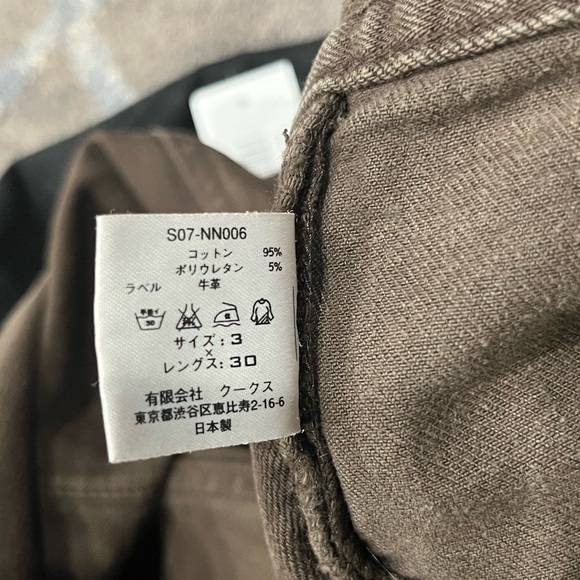 S07-NN006
コットン 95%
ポリウレタン 5%
ラベル 牛革
30
サイズ：3
×
レングス：30
有限会社 クークス
東京都渋谷区恵比寿2-16-6
日本製